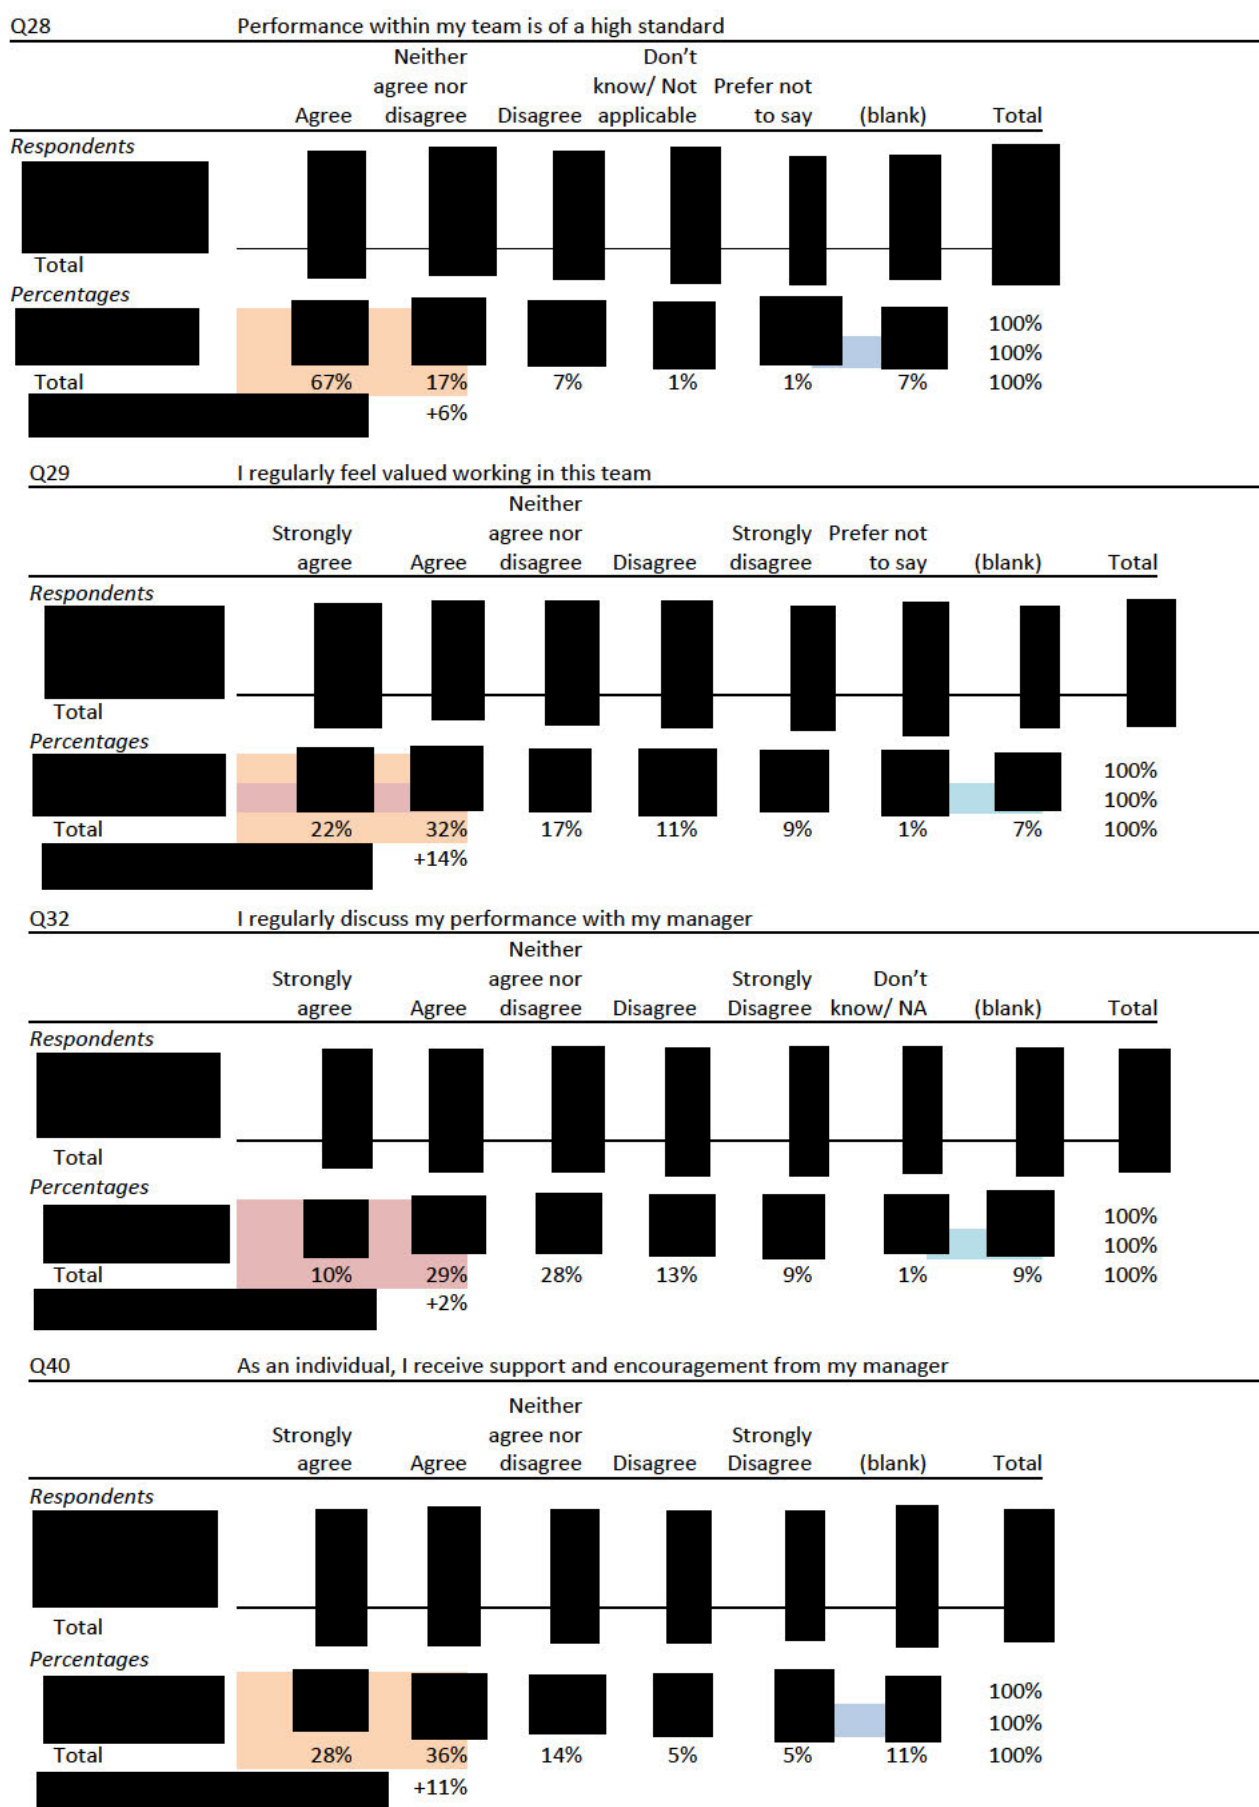 Q28 Performance within my team is of a high standard
Neither Don't
agree nor know/ Not Prefer not
Agree disagree Disagree applicable to say (blank) Total
Respondents
Total
Percentages
100%
100%
Total 67% 17% 7% 1% 1% 7% 100%
+6%
Q29 I regularly feel valued working in this team
Neither
Strongly agree nor Strongly Prefer not
agree Agree disagree Disagree disagree to say (blank) Total
Respondents
Total
Percentages
100%
100%
Total 22% 32% 17% 11% 9% 1% 7% 100%
+14%
Q32 I regularly discuss my performance with my manager
Neither
Strongly agree nor Strongly Don't
agree Agree disagree Disagree Disagree know/ NA (blank) Total
Respondents
Total
Percentages
100%
100%
Total 10% 29% 28% 13% 9% 1% 9% 100%
+2%
Q40 As an individual, I receive support and encouragement from my manager
Neither
Strongly agree nor Strongly
agree Agree disagree Disagree Disagree (blank) Total
Respondents
Total
Percentages
100%
100%
Total 28% 36% 14% 5% 5% 11% 100%
+11%